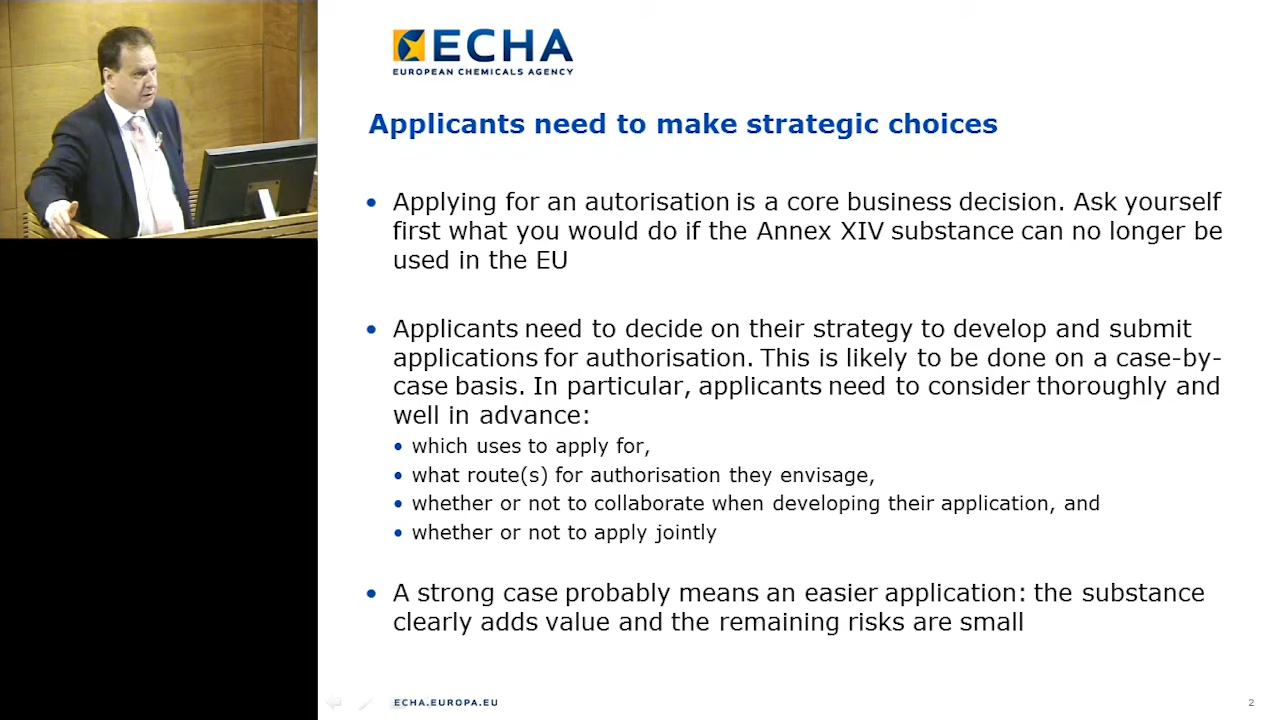 ECHA
EUROPEAN CHEMICALS AGENCY
Applicants need to make strategic choices
• Applying for an autorisation is a core business decision. Ask yourself
first what you would do if the Annex XIV substance can no longer be
used in the EU
• Applicants need to decide on their strategy to develop and submit
applications for authorisation. This is likely to be done on a case-by-
case basis. In particular, applicants need to consider thoroughly and
well in advance:
• which uses to apply for,
• what route(s) for authorisation they envisage,
• whether or not to collaborate when developing their application, and
• whether or not to apply jointly
• A strong case probably means an easier application: the substance
clearly adds value and the remaining risks are small
ECHA.EUROPA.EU
2